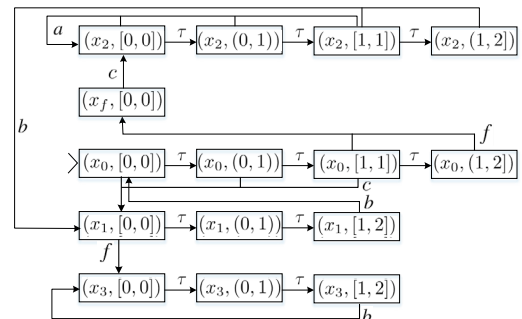 a (x₂, [0, 0]) τ (x₂, (0, 1)) τ (x₂, [1, 1]) τ (x₂, (1, 2])
c
(x_f, [0, 0])
b f
(x₀, [0, 0]) τ (x₀, (0, 1)) τ (x₀, [1, 1]) τ (x₀, (1, 2])
c
b
(x₁, [0, 0]) τ (x₁, (0, 1)) τ (x₁, [1, 2])
f
(x₃, [0, 0]) τ (x₃, (0, 1)) τ (x₃, [1, 2])
b